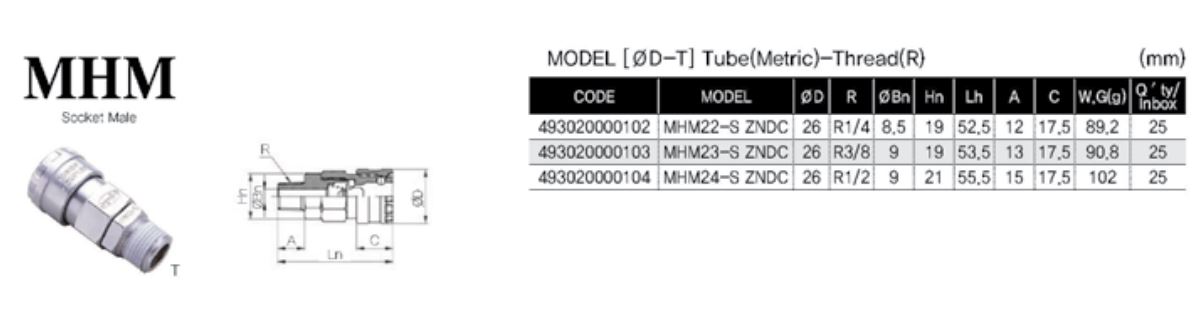 MHM
Socket Male
T
R
Hn
ØBn
ØD
A
C
Ln
MODEL [ØD-T] Tube(Metric)-Thread(R) (mm)
CODE MODEL ØD R ØBn Hn Lh A C W.G(g) Q'ty/Inbox
493020000102 MHM22-S ZNDC 26 R1/4 8.5 19 52.5 12 17.5 89.2 25
493020000103 MHM23-S ZNDC 26 R3/8 9 19 53.5 13 17.5 90.8 25
493020000104 MHM24-S ZNDC 26 R1/2 9 21 55.5 15 17.5 102 25